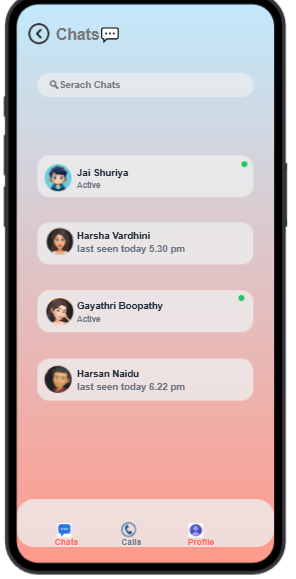 Chats
Serach Chats
Jai Shuriya
Active
Harsha Vardhini
last seen today 5.30 pm
Gayathri Boopathy
Active
Harsan Naidu
last seen today 6.22 pm
Chats Calls Profile